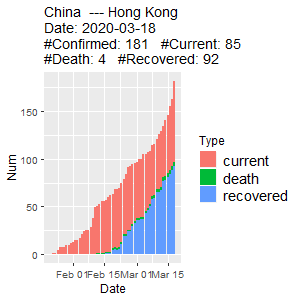 China  --- Hong Kong
Date: 2020-03-18
#Confirmed: 181   #Current: 85
#Death: 4   #Recovered: 92
Num
150
100
50
0
Feb 01
Feb 15
Mar 01
Mar 15
Date
Type
current
death
recovered